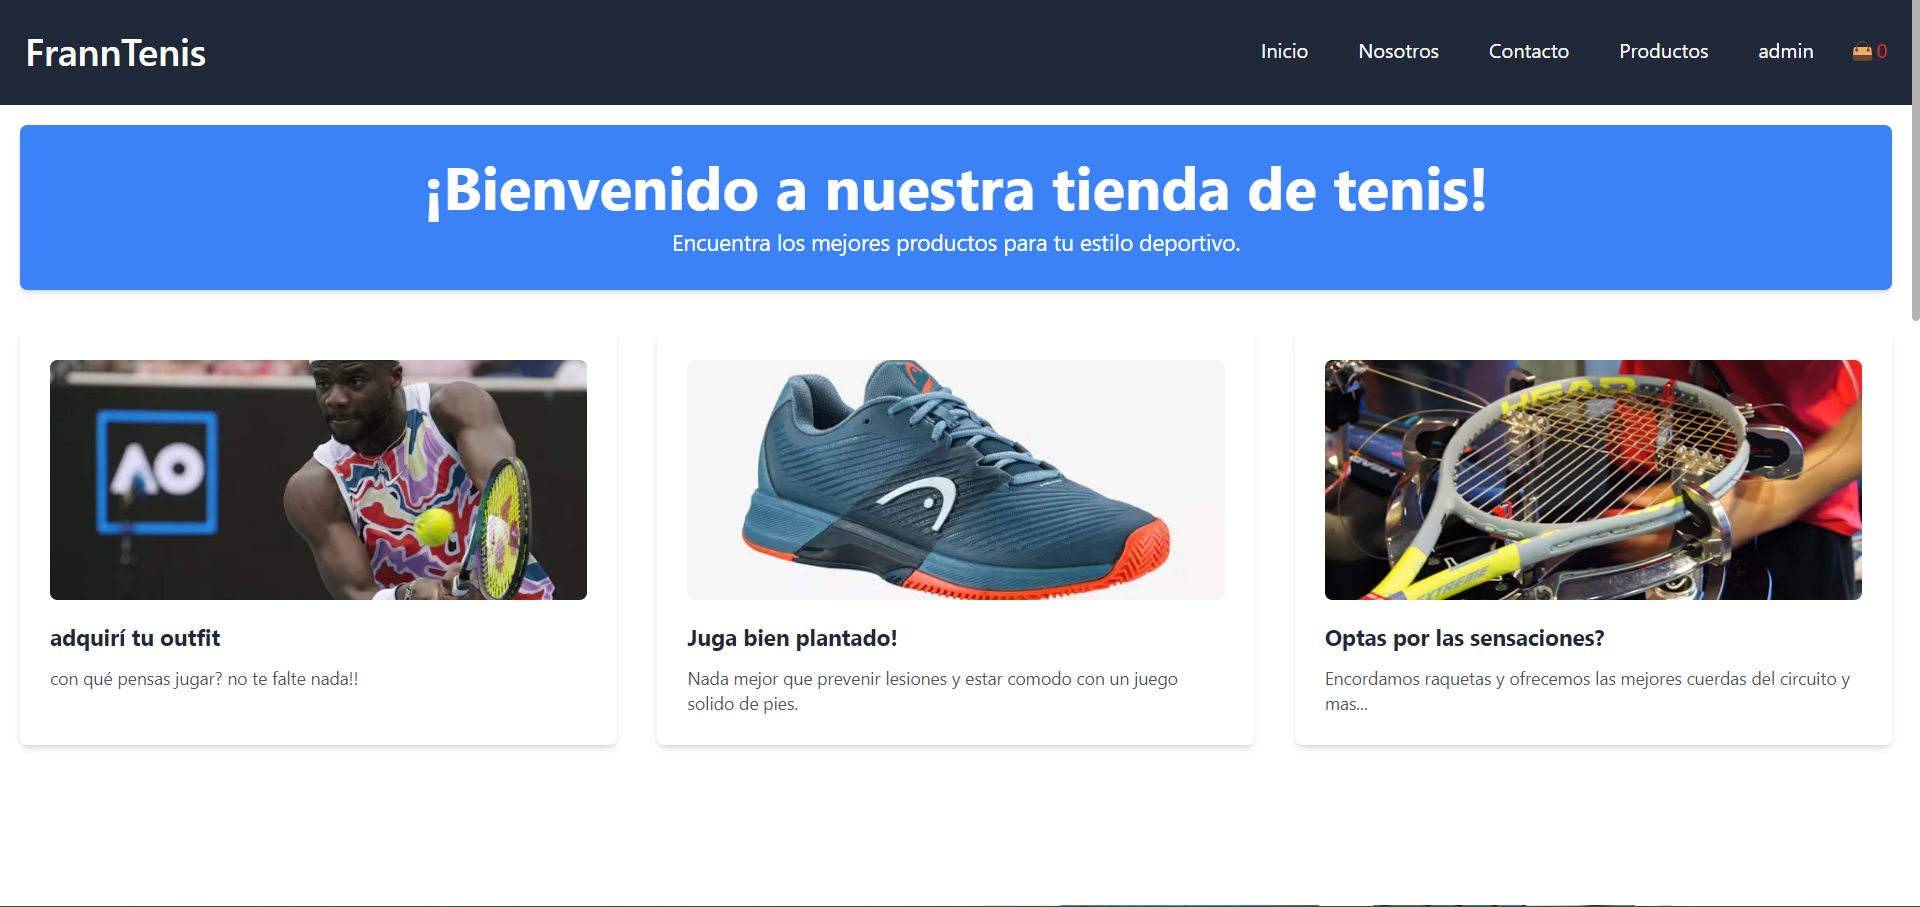 FrannTenis
Inicio Nosotros Contacto Productos admin 0
¡Bienvenido a nuestra tienda de tenis!
Encuentra los mejores productos para tu estilo deportivo.
AO
HEAD
EXTREME
adquirí tu outfit
con qué pensas jugar? no te falte nada!!
Juga bien plantado!
Nada mejor que prevenir lesiones y estar comodo con un juego
solido de pies.
Optas por las sensaciones?
Encordamos raquetas y ofrecemos las mejores cuerdas del circuito y
mas...